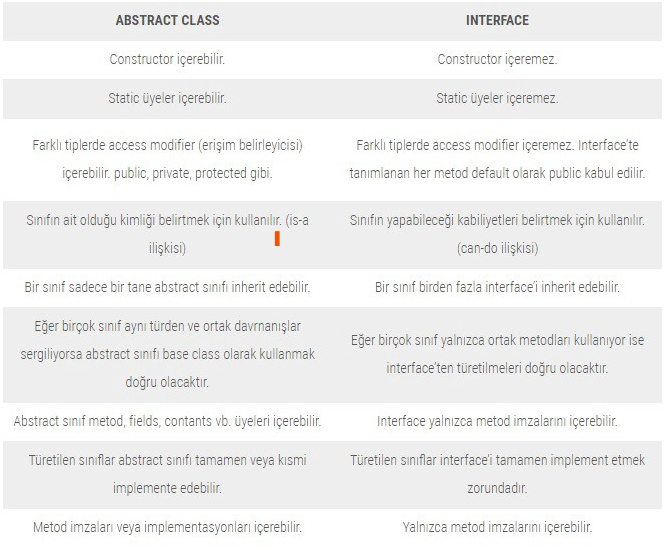 ABSTRACT CLASS
INTERFACE
Constructor içerebilir.
Constructor içeremez.
Static üyeler içerebilir.
Static üyeler içeremez.
Farklı tiplerde access modifier (erişim belirleyicisi)
içerebilir. public, private, protected gibi.
Farklı tiplerde access modifier içeremez. Interface'te
tanımlanan her metod default olarak public kabul edilir.
Sınıfın ait olduğu kimliği belirtmek için kullanılır. (is-a
ilişkisi)
Sınıfın yapabileceği kabiliyetleri belirtmek için kullanılır.
(can-do ilişkisi)
Bir sınıf sadece bir tane abstract sınıfı inherit edebilir.
Bir sınıf birden fazla interface'i inherit edebilir.
Eğer birçok sınıf aynı türden ve ortak davrnanışlar
sergiliyorsa abstract sınıfı base class olarak kullanmak
doğru olacaktır.
Eğer birçok sınıf yalnızca ortak metodları kullanıyor ise
interface'ten türetilmeleri doğru olacaktır.
Abstract sınıf metod, fields, contants vb. üyeleri içerebilir.
Interface yalnızca metod imzalarını içerebilir.
Türetilen sınıflar abstract sınıfı tamamen veya kısmi
implemente edebilir.
Türetilen sınıflar interface'i tamamen implement etmek
zorundadır.
Metod imzaları veya implementasyonları içerebilir.
Yalnızca metod imzalarını içerebilir.